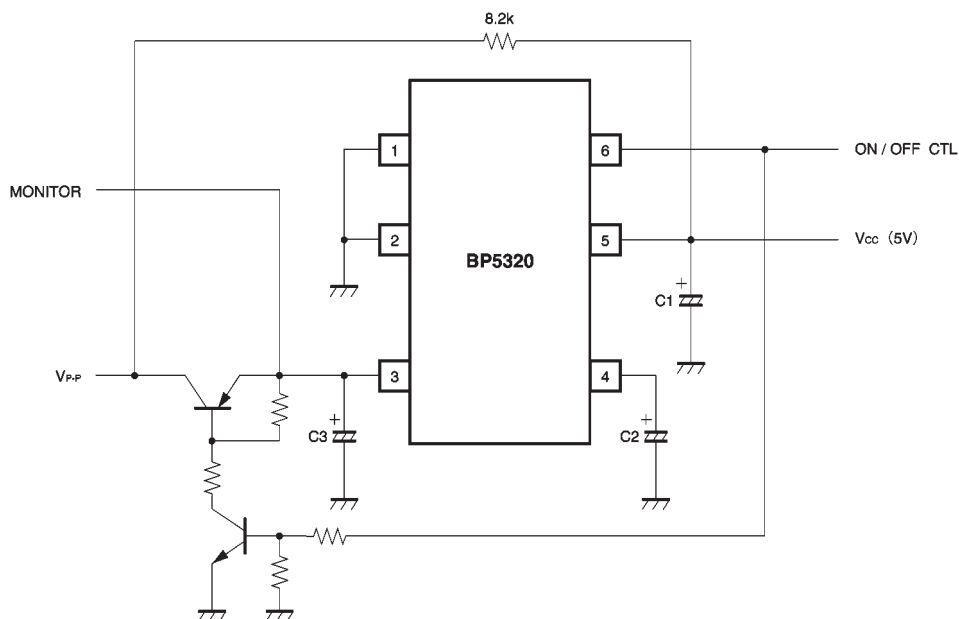 8.2k
1
6
ON / OFF CTL
MONITOR
2
BP5320
5
Vcc (5V)
+
C1
VP-P
3
4
+
C3
+
C2